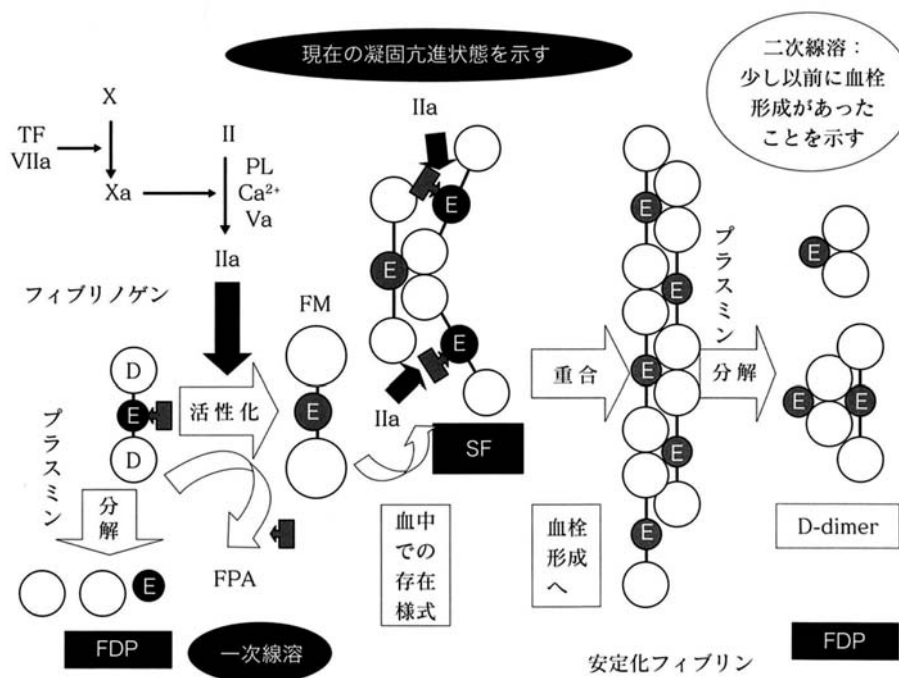 現在の凝固亢進状態を示す
二次線溶：
少し以前に血栓
形成があった
ことを示す
X
TF
VIIa
Xa
II
PL
Ca²⁺
Va
IIa
フィブリノゲン
D
E
D
プラスミン
分解
E
FDP
活性化
FPA
一次線溶
FM
E
IIa
E
E
E
IIa
SF
血中
での
存在
様式
重合
血栓
形成
へ
E
E
E
E
E
安定化フィブリン
プラスミン
分解
E
E
E
D-dimer
FDP